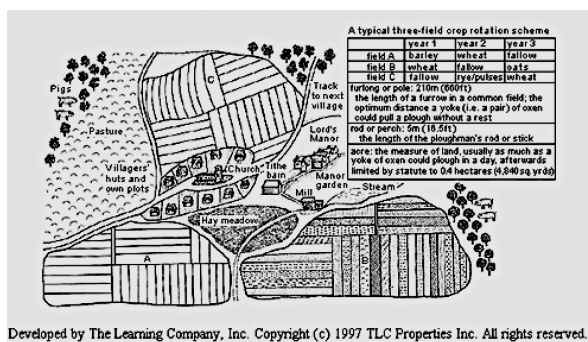 A typical three-field crop rotation scheme
year 1 year 2 year 3
field A barley wheat fallow
field B wheat fallow oats
field C fallow rye/pulses wheat
furlong or pole: 210m (660ft)
the length of a furrow in a common field; the
optimum distance a yoke (i.e. a pair) of oxen
could pull a plough without a rest
rod or perch: 5m (16.5ft)
the length of the ploughman's rod or stick
acre: the measure of land, usually as much as a
yoke of oxen could plough in a day, afterwards
limited by statute to 0.4 hectares (4,840 sq.yrds)
C
Pigs
Pasture
Track
to next
village
Lord's
Manor
Villagers'
huts and
own plots
Church
Tithe
barn
Manor
garden
Stream
Mill
Hay meadow
A
B
Developed by The Learning Company, Inc. Copyright (c) 1997 TLC Properties Inc. All rights reserved.